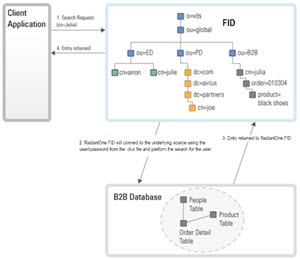 Client
Application
1. Search Request
(cn=Julia)
4. Entry returned
FID
o=vds
ou=global
ou=ED
ou=PD
ou=B2B
cn=arron
cn=julie
dc=com
dc=airius
dc=partners
cn=joe
cn=julia
order=010304
product=
black shoes
2. RadiantOne FID will connect to the underlying source using the
user/password from the .dvx file and perform the search for the user
3. Entry returned to RadiantOne FID
B2B Database
People
Table
Product
Table
Order Detail
Table